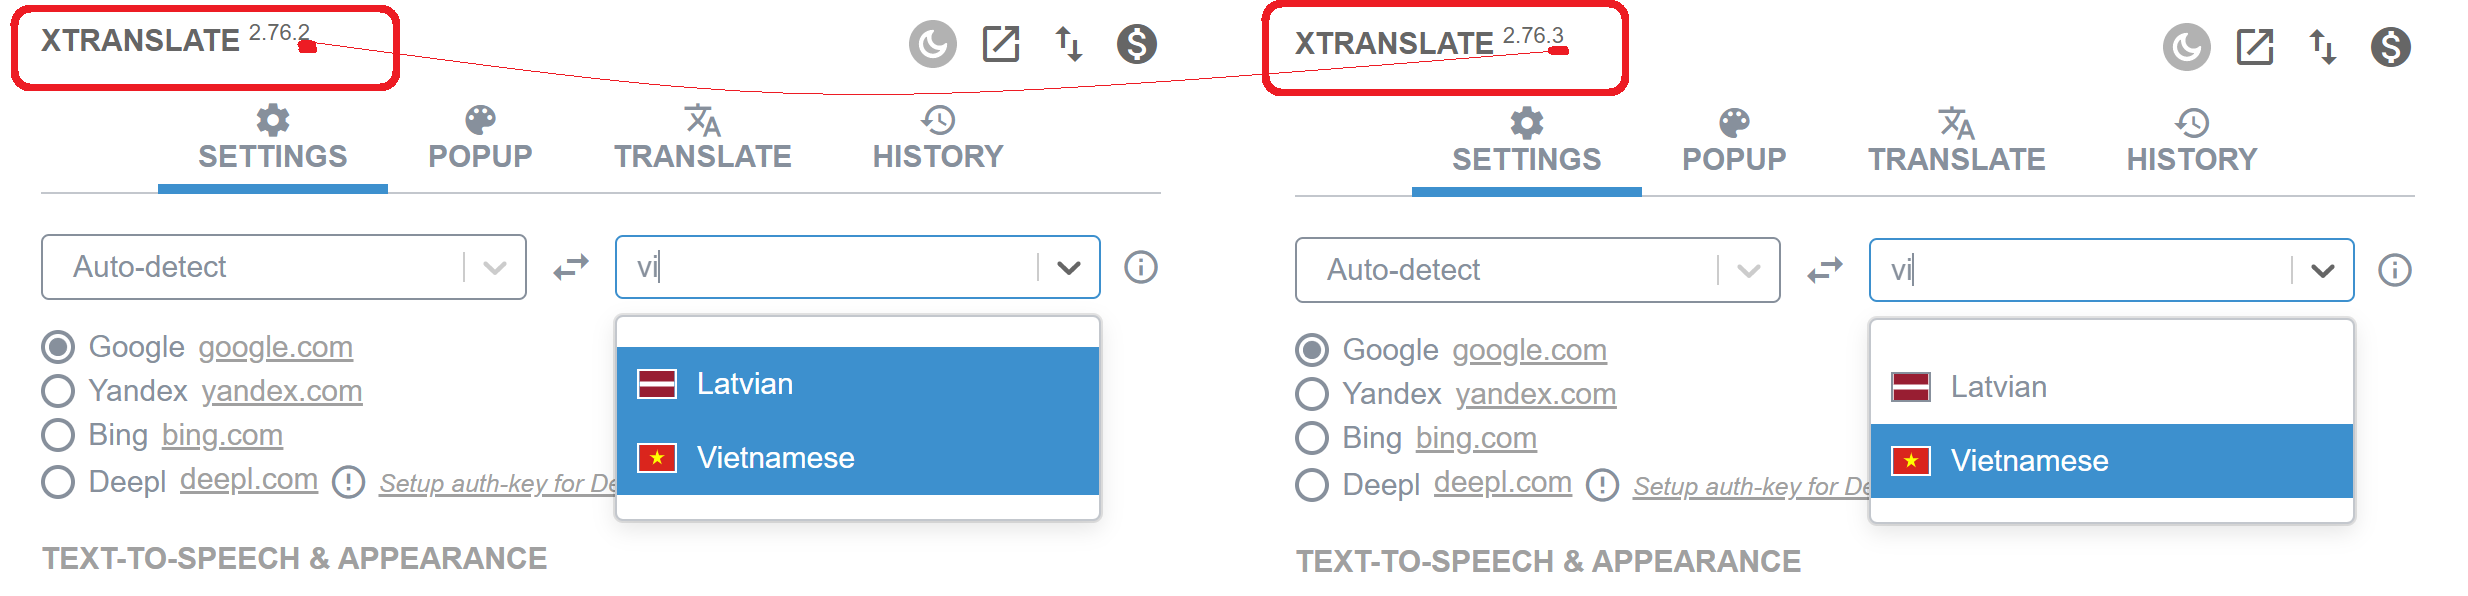 XTRANSLATE 2.76.2
SETTINGS POPUP TRANSLATE HISTORY
Auto-detect vi
Google google.com
Latvian
Yandex yandex.com
Bing bing.com
Vietnamese
Deepl deepl.com Setup auth-key for De
TEXT-TO-SPEECH & APPEARANCE
XTRANSLATE 2.76.3
SETTINGS POPUP TRANSLATE HISTORY
Auto-detect vi
Google google.com
Latvian
Yandex yandex.com
Bing bing.com
Vietnamese
Deepl deepl.com Setup auth-key for De
TEXT-TO-SPEECH & APPEARANCE